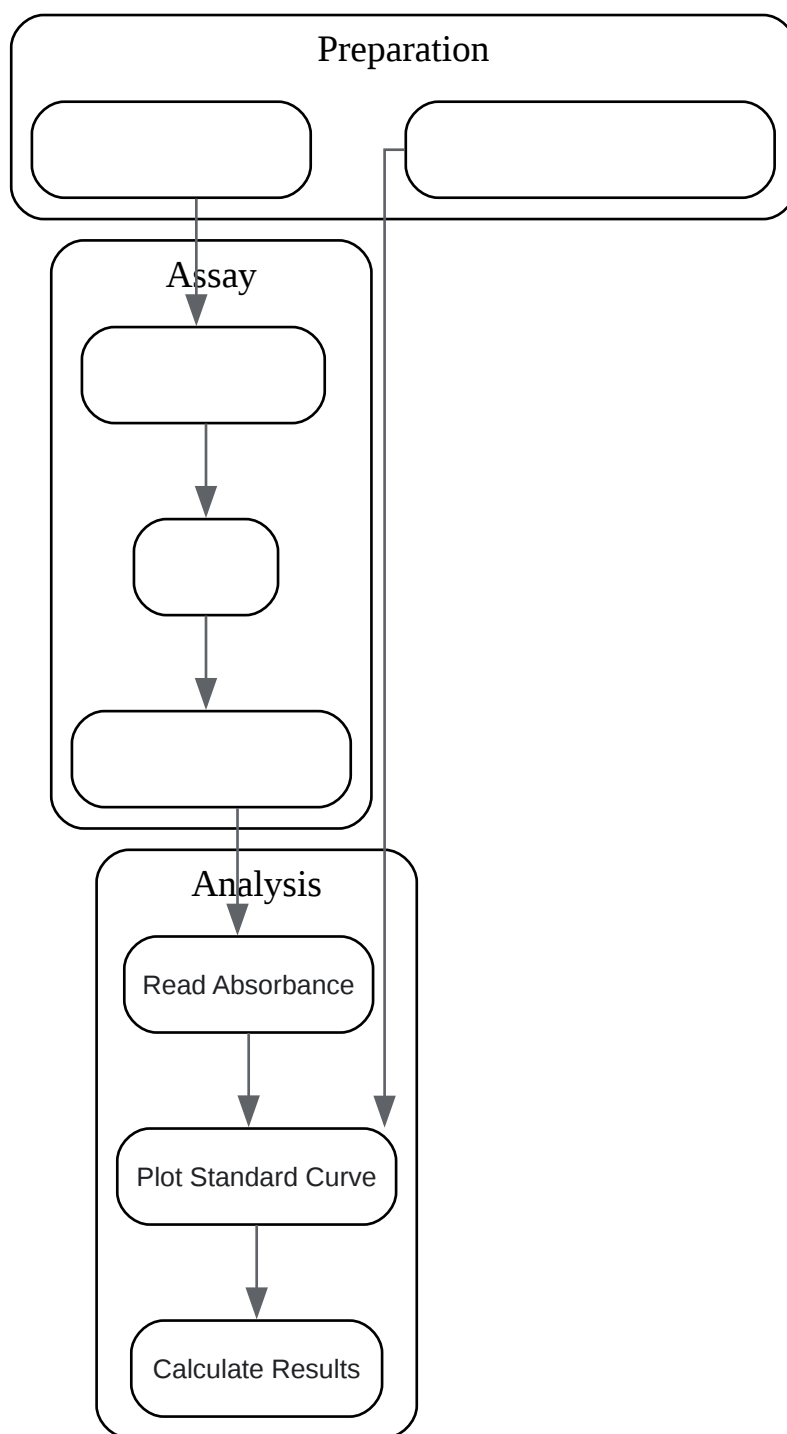 Preparation
Assay
Analysis
Read Absorbance
Plot Standard Curve
Calculate Results